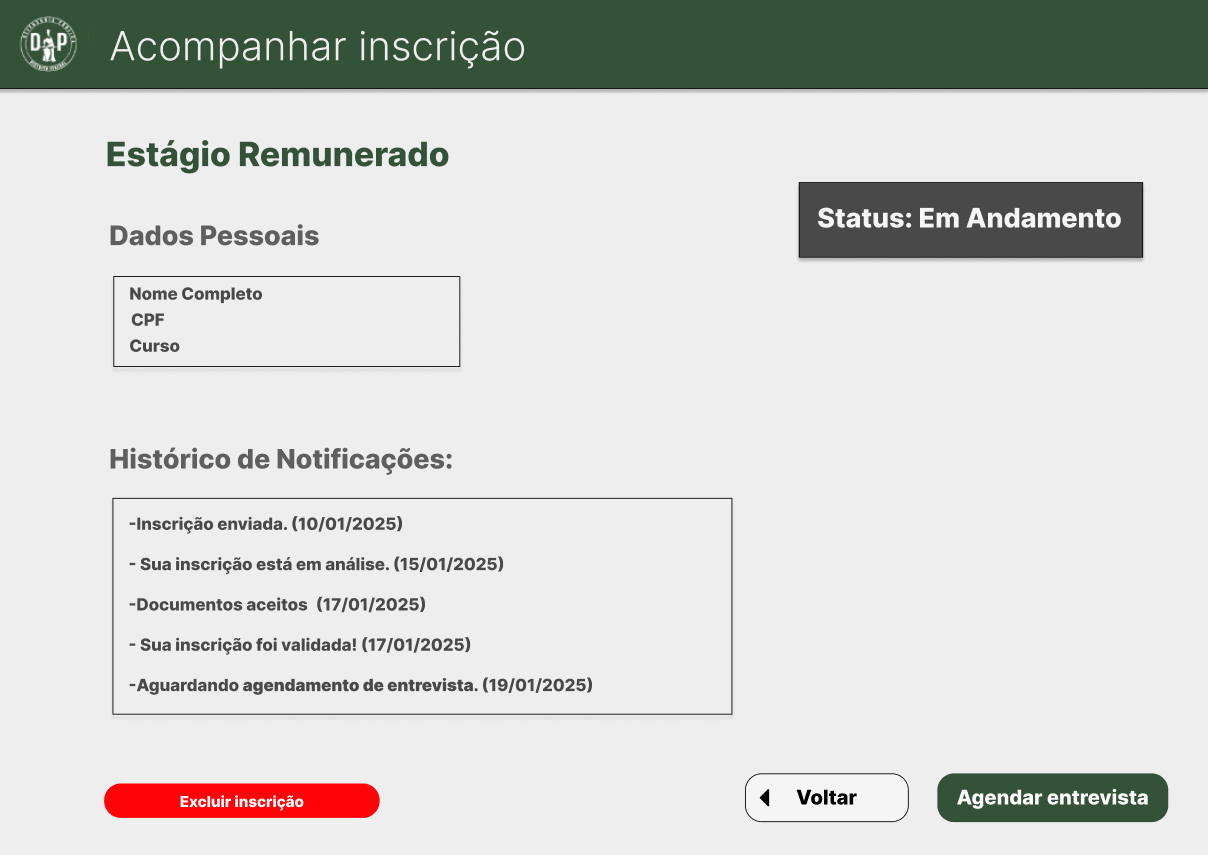 DP
Acompanhar inscrição
Estágio Remunerado
Status: Em Andamento
Dados Pessoais
Nome Completo
CPF
Curso
Histórico de Notificações:
-Inscrição enviada. (10/01/2025)
- Sua inscrição está em análise. (15/01/2025)
-Documentos aceitos  (17/01/2025)
- Sua inscrição foi validada! (17/01/2025)
-Aguardando agendamento de entrevista. (19/01/2025)
Excluir inscrição
Voltar
Agendar entrevista